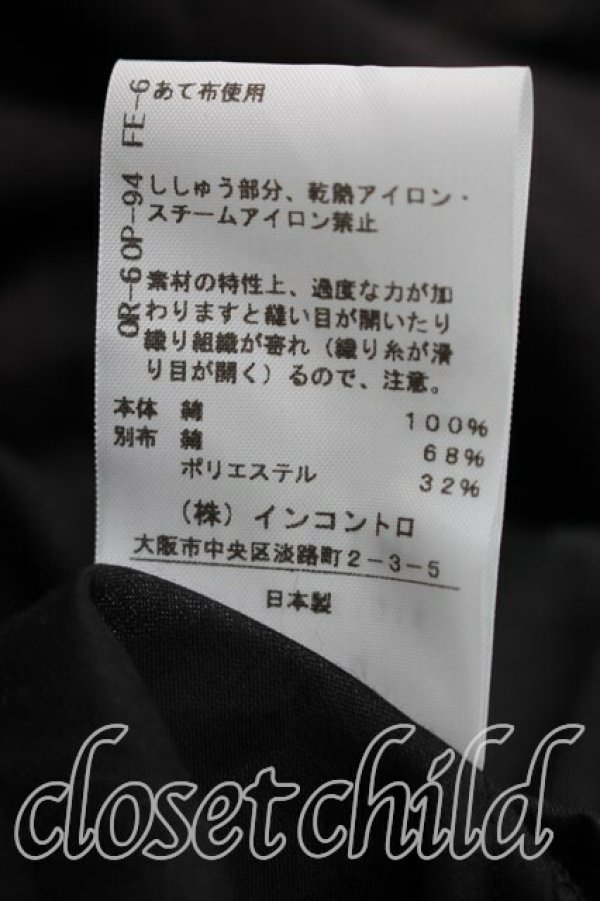 あて布使用
FE-6
OP-94
OR-6
ししゅう部分、乾熱アイロン・
スチームアイロン禁止
素材の特性上、過度な力が加
わりますと縫い目が開いたり
織り組織が寄れ（織り糸が滑
り目が開く）るので、注意。
本体 綿 100%
別布 綿 68%
ポリエステル 32%
（株）インコントロ
大阪市中央区淡路町2-3-5
日本製
closet child